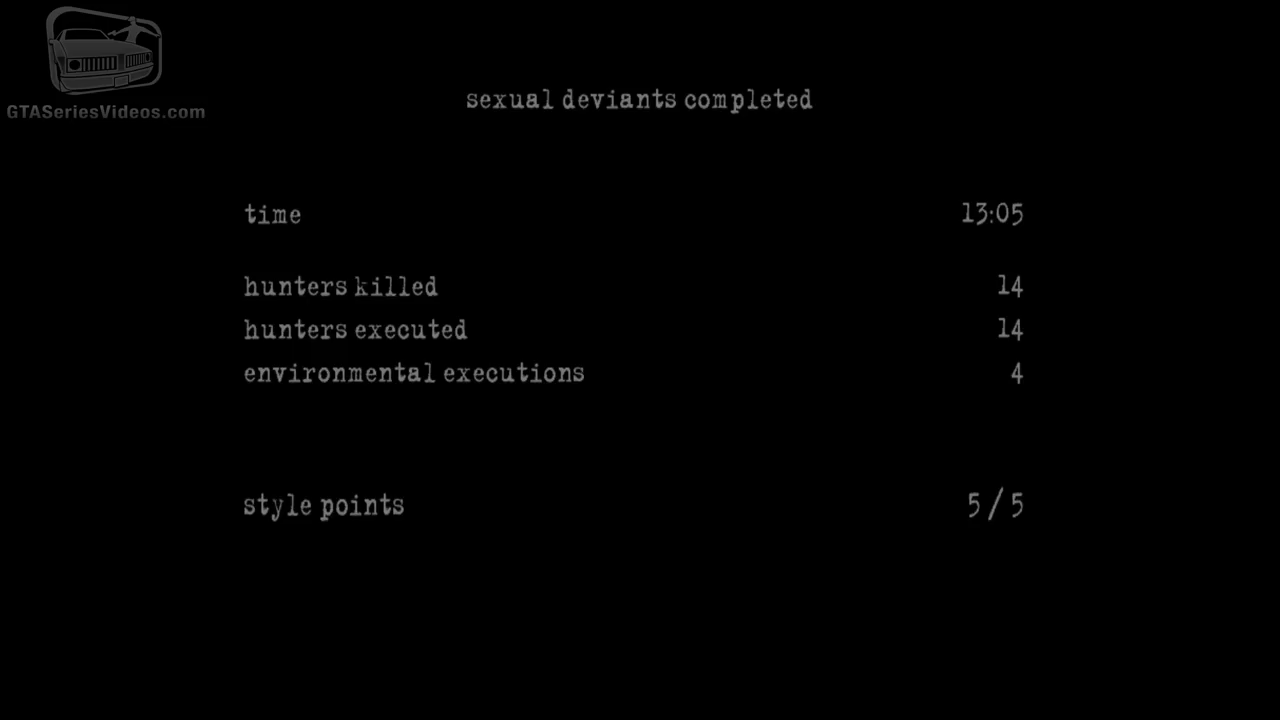 GTASeriesVideos.com
sexual deviants completed
time 13:05
hunters killed 14
hunters executed 14
environmental executions 4
style points 5/5